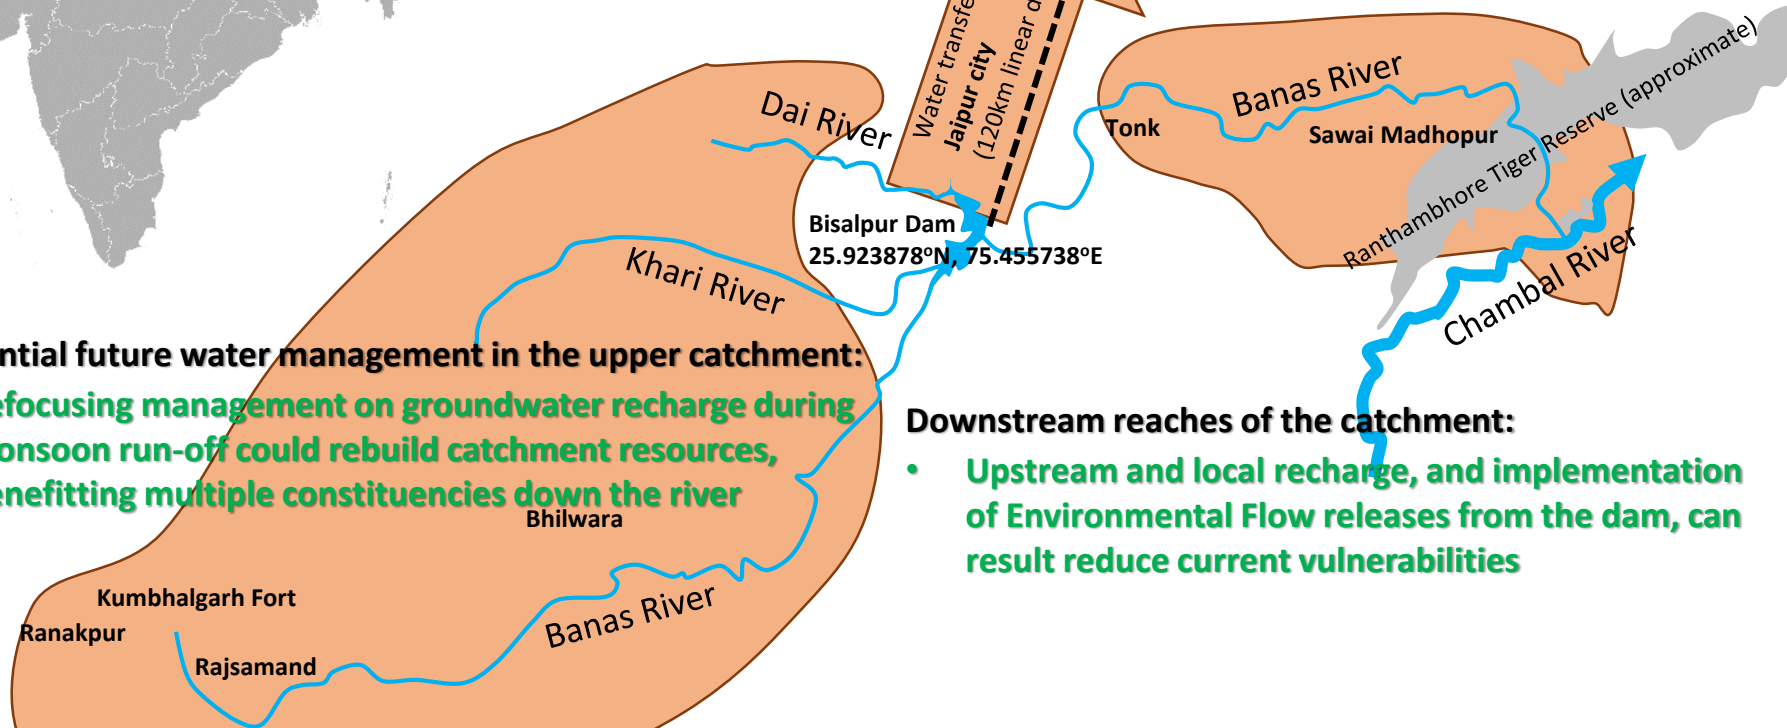 Water transfe
Jaipur city
(120km linear d
Dai River
Banas River
Tonk
Sawai Madhopur
Ranthambhore Tiger Reserve (approximate)
Bisalpur Dam
25.923878ºN, 75.455738ºE
Khari River
Chambal River
ntial future water management in the upper catchment:
efocusing management on groundwater recharge during
onsoon run-off could rebuild catchment resources,
enefitting multiple constituencies down the river
Downstream reaches of the catchment:
• Upstream and local recharge, and implementation
of Environmental Flow releases from the dam, can
result reduce current vulnerabilities
Bhilwara
Kumbhalgarh Fort
Ranakpur
Rajsamand
Banas River